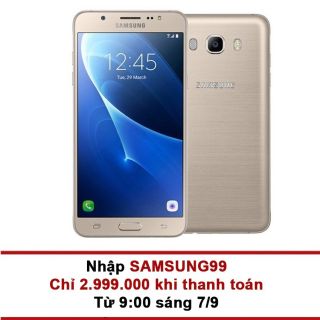 SAMSUNG
12:45
Tue, 29 March
SAMSUNG
Nhập SAMSUNG99
Chỉ 2.999.000 khi thanh toán
Từ 9:00 sáng 7/9